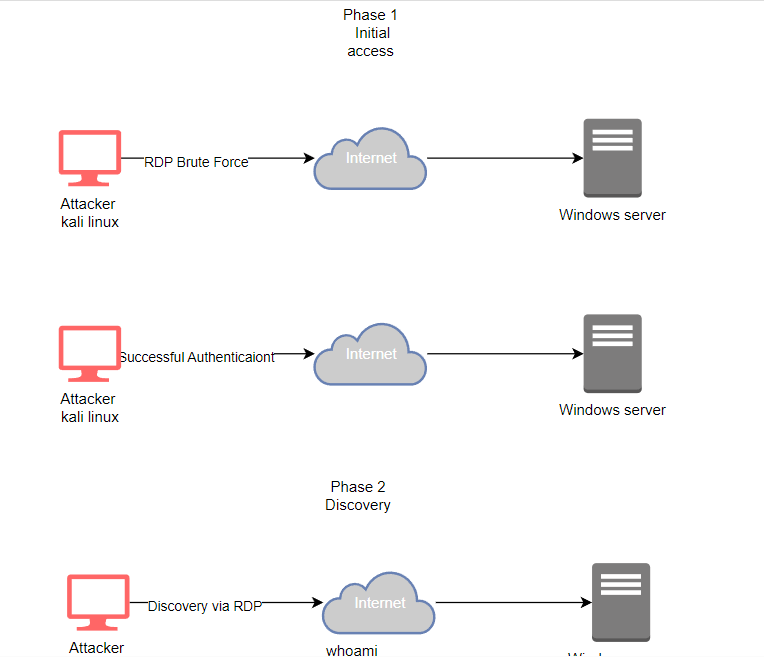 Phase 1
Initial
access
RDP Brute Force
Internet
Attacker
kali linux
Windows server
Successful Authenticaiont
Internet
Attacker
kali linux
Windows server
Phase 2
Discovery
Discovery via RDP
Internet
Attacker
whoami